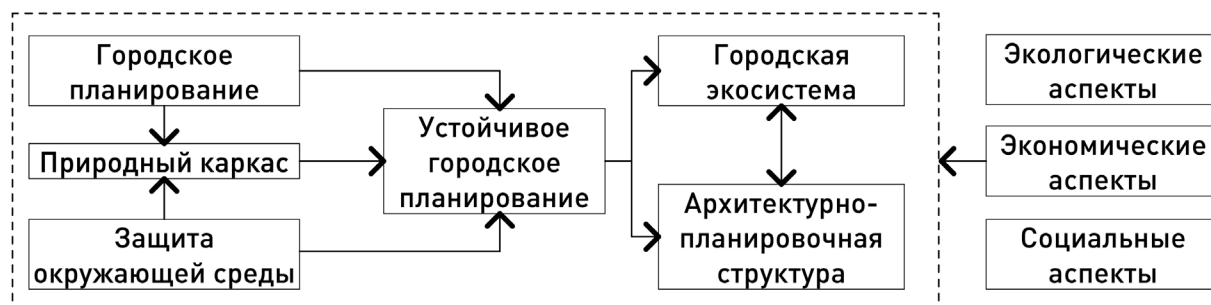 Городское
планирование
Природный каркас
Защита
окружающей среды
Устойчивое
городское
планирование
Городская
экосистема
Архитектурно-
планировочная
структура
Экологические
аспекты
Экономические
аспекты
Социальные
аспекты